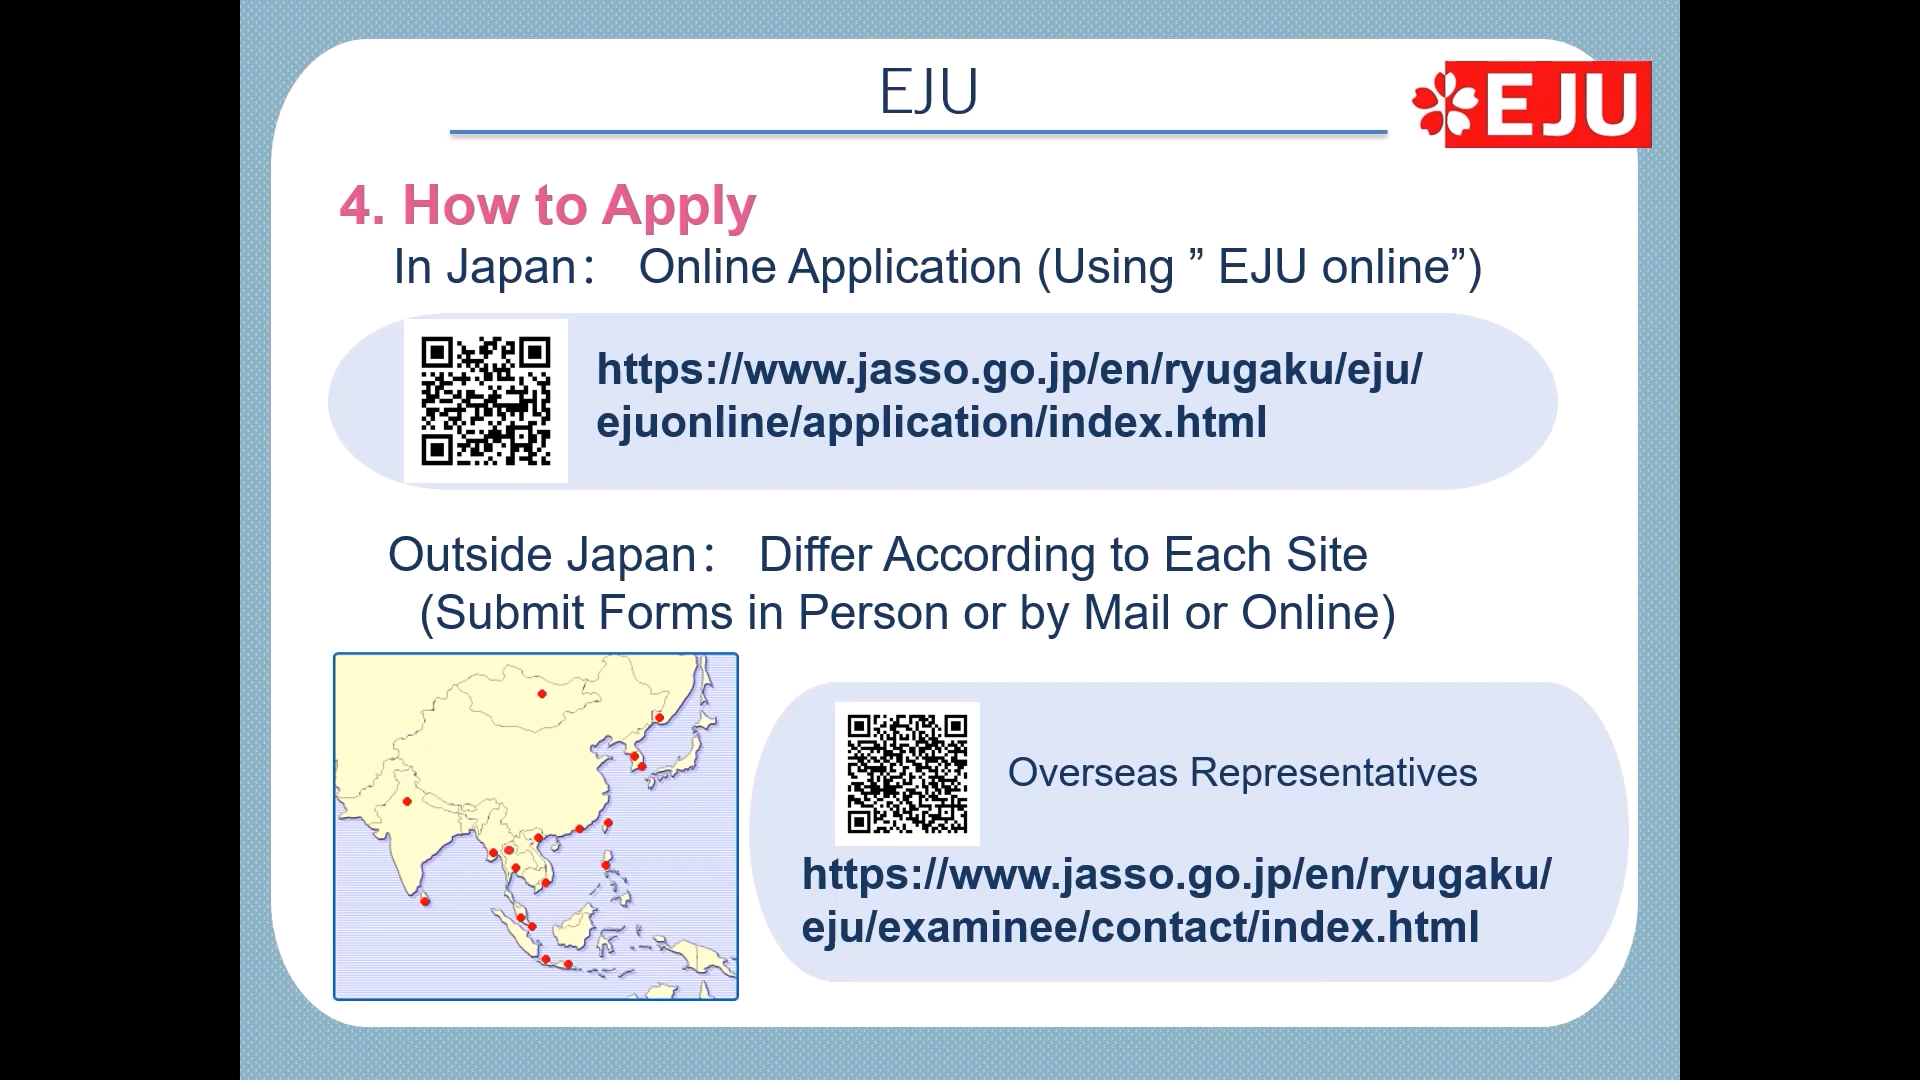 EJU
EJU
4. How to Apply
In Japan： Online Application (Using ” EJU online”)
https://www.jasso.go.jp/en/ryugaku/eju/
ejuonline/application/index.html
Outside Japan： Differ According to Each Site
(Submit Forms in Person or by Mail or Online)
Overseas Representatives
https://www.jasso.go.jp/en/ryugaku/
eju/examinee/contact/index.html